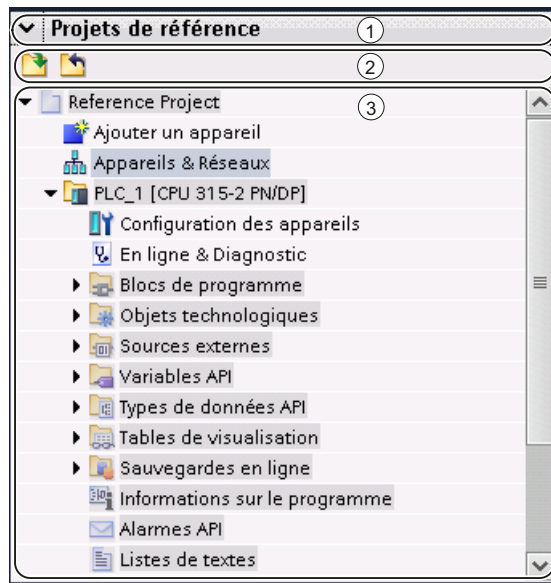 Projets de référence
1
2
Reference Project
3
Ajouter un appareil
Appareils & Réseaux
PLC_1 [CPU 315-2 PN/DP]
Configuration des appareils
En ligne & Diagnostic
Blocs de programme
Objets technologiques
Sources externes
Variables API
Types de données API
Tables de visualisation
Sauvegardes en ligne
Informations sur le programme
Alarmes API
Listes de textes